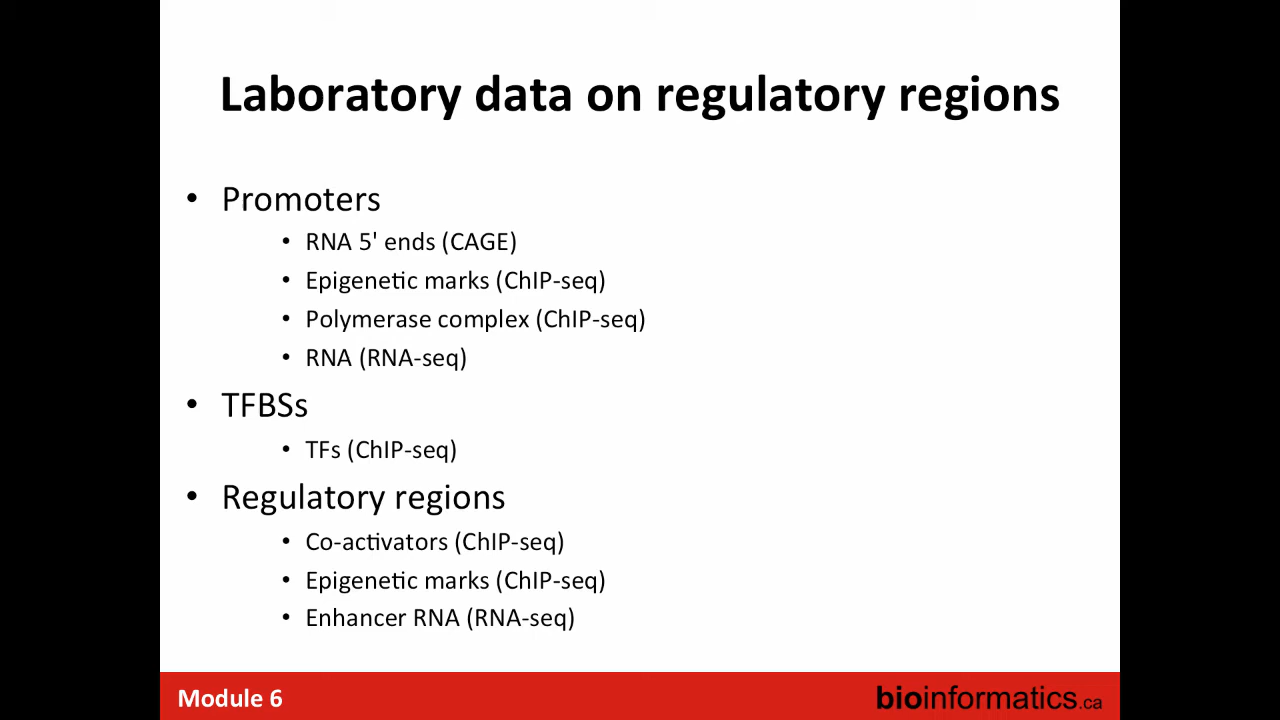 Laboratory data on regulatory regions
• Promoters
• RNA 5' ends (CAGE)
• Epigenetic marks (ChIP-seq)
• Polymerase complex (ChIP-seq)
• RNA (RNA-seq)
• TFBSs
• TFs (ChIP-seq)
• Regulatory regions
• Co-activators (ChIP-seq)
• Epigenetic marks (ChIP-seq)
• Enhancer RNA (RNA-seq)
Module 6
bioinformatics.ca